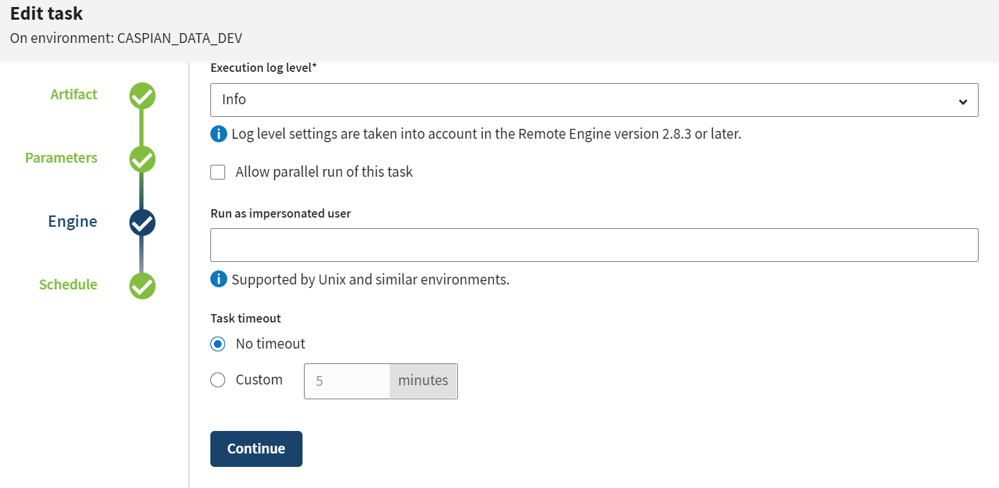 Edit task
On environment: CASPIAN_DATA_DEV
Artifact
Parameters
Engine
Schedule
Execution log level*
Info
Log level settings are taken into account in the Remote Engine version 2.8.3 or later.
Allow parallel run of this task
Run as impersonated user
Supported by Unix and similar environments.
Task timeout
No timeout
Custom 5 minutes
Continue